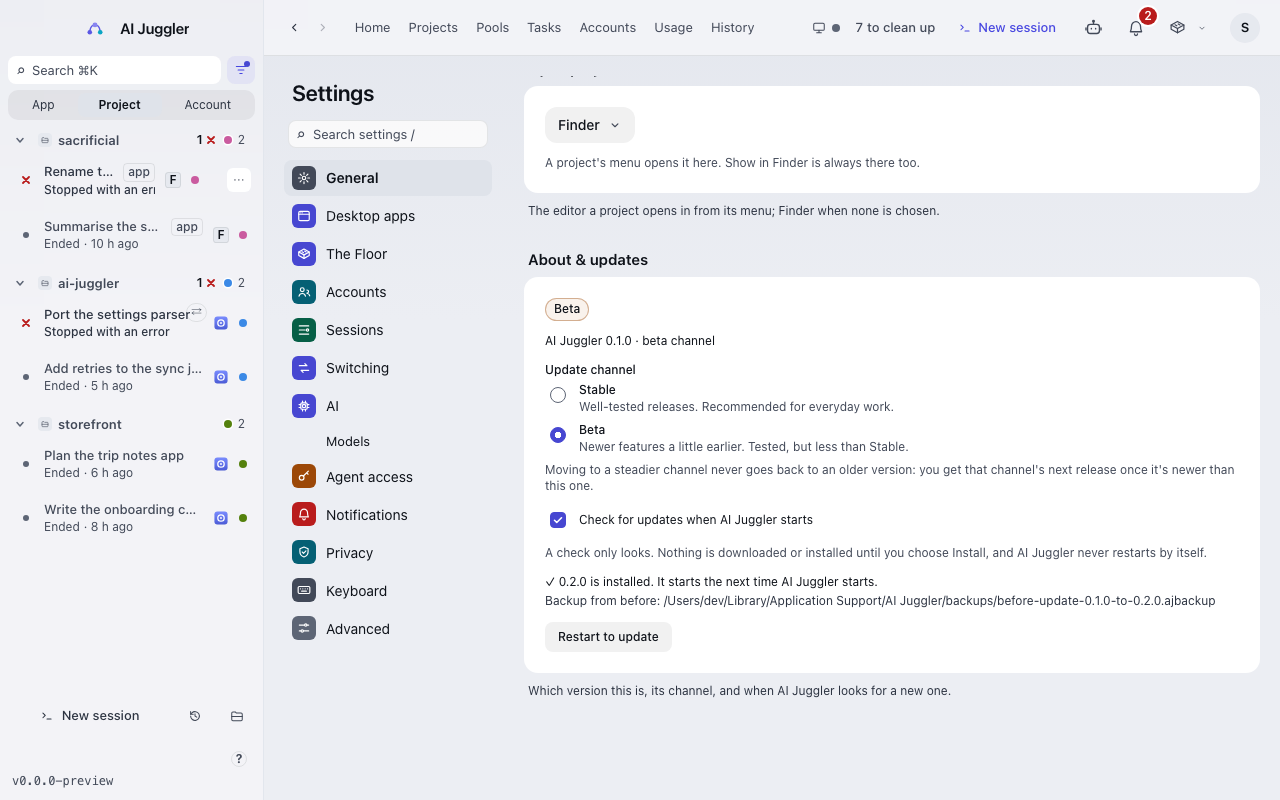 AI Juggler
Search ⌘K
App Project Account
sacrificial 1 2
Rename t... app F
Stopped with an err
Summarise the s... app F
Ended · 10 h ago
ai-juggler 1 2
Port the settings parser
Stopped with an error
Add retries to the sync j...
Ended · 5 h ago
storefront 2
Plan the trip notes app
Ended · 6 h ago
Write the onboarding c...
Ended · 8 h ago
New session
?
v0.0.0-preview
Home Projects Pools Tasks Accounts Usage History 7 to clean up New session 2 S
Settings
Search settings /
General
Desktop apps
The Floor
Accounts
Sessions
Switching
AI
Models
Agent access
Notifications
Privacy
Keyboard
Advanced
Finder
A project's menu opens it here. Show in Finder is always there too.
The editor a project opens in from its menu; Finder when none is chosen.
About & updates
Beta
AI Juggler 0.1.0 · beta channel
Update channel
Stable
Well-tested releases. Recommended for everyday work.
Beta
Newer features a little earlier. Tested, but less than Stable.
Moving to a steadier channel never goes back to an older version: you get that channel's next release once it's newer than
this one.
Check for updates when AI Juggler starts
A check only looks. Nothing is downloaded or installed until you choose Install, and AI Juggler never restarts by itself.
✓ 0.2.0 is installed. It starts the next time AI Juggler starts.
Backup from before: /Users/dev/Library/Application Support/AI Juggler/backups/before-update-0.1.0-to-0.2.0.ajbackup
Restart to update
Which version this is, its channel, and when AI Juggler looks for a new one.